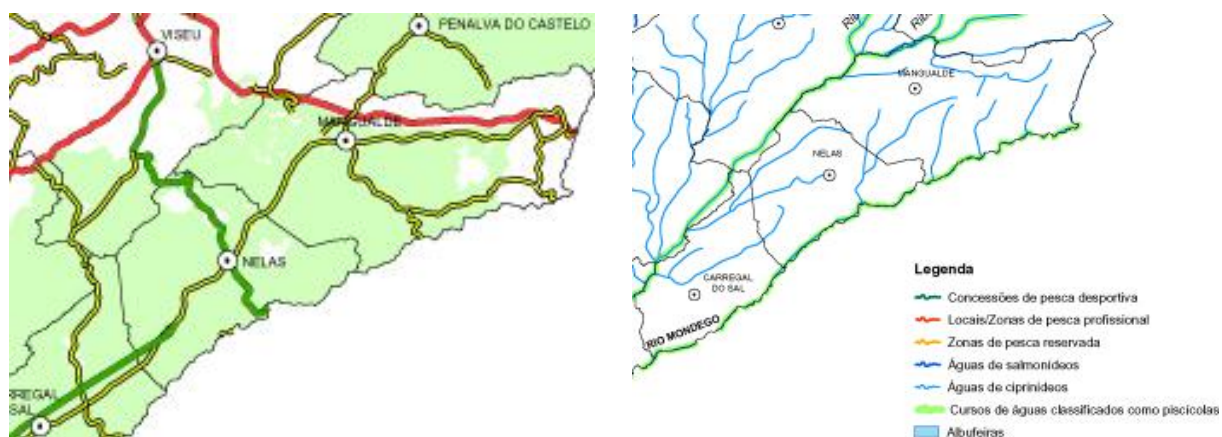 VISEU
PENALVA DO CASTELO
MANGUALDE
NELAS
RREGAL
SAL
MANGUALDE
NELAS
CARREGAL
DO SAL
RIO MONDEGO
Legenda
Concessões de pesca desportiva
Locais/Zonas de pesca profissional
Zonas de pesca reservada
Águas de salmonídeos
Águas de ciprinídeos
Cursos de águas classificados como piscícolas
Albufeiras